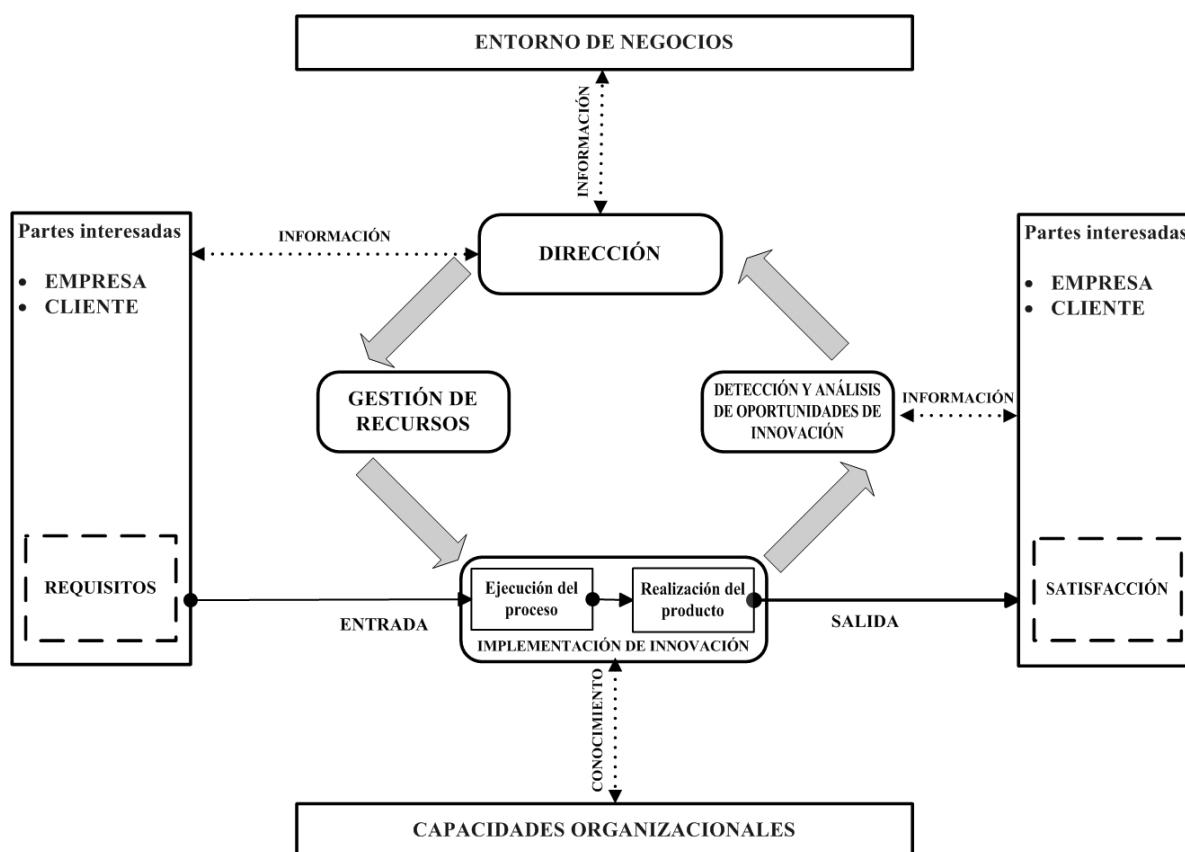 ENTORNO DE NEGOCIOS
INFORMACIÓN
Partes interesadas
• EMPRESA
• CLIENTE
INFORMACIÓN
DIRECCIÓN
Partes interesadas
• EMPRESA
• CLIENTE
GESTIÓN DE
RECURSOS
DETECCIÓN Y ANÁLISIS
DE OPORTUNIDADES DE
INNOVACIÓN
INFORMACIÓN
REQUISITOS
ENTRADA
Ejecución del
proceso
Realización del
producto
IMPLEMENTACIÓN DE INNOVACIÓN
SALIDA
SATISFACCIÓN
CONOCIMIENTO
CAPACIDADES ORGANIZACIONALES